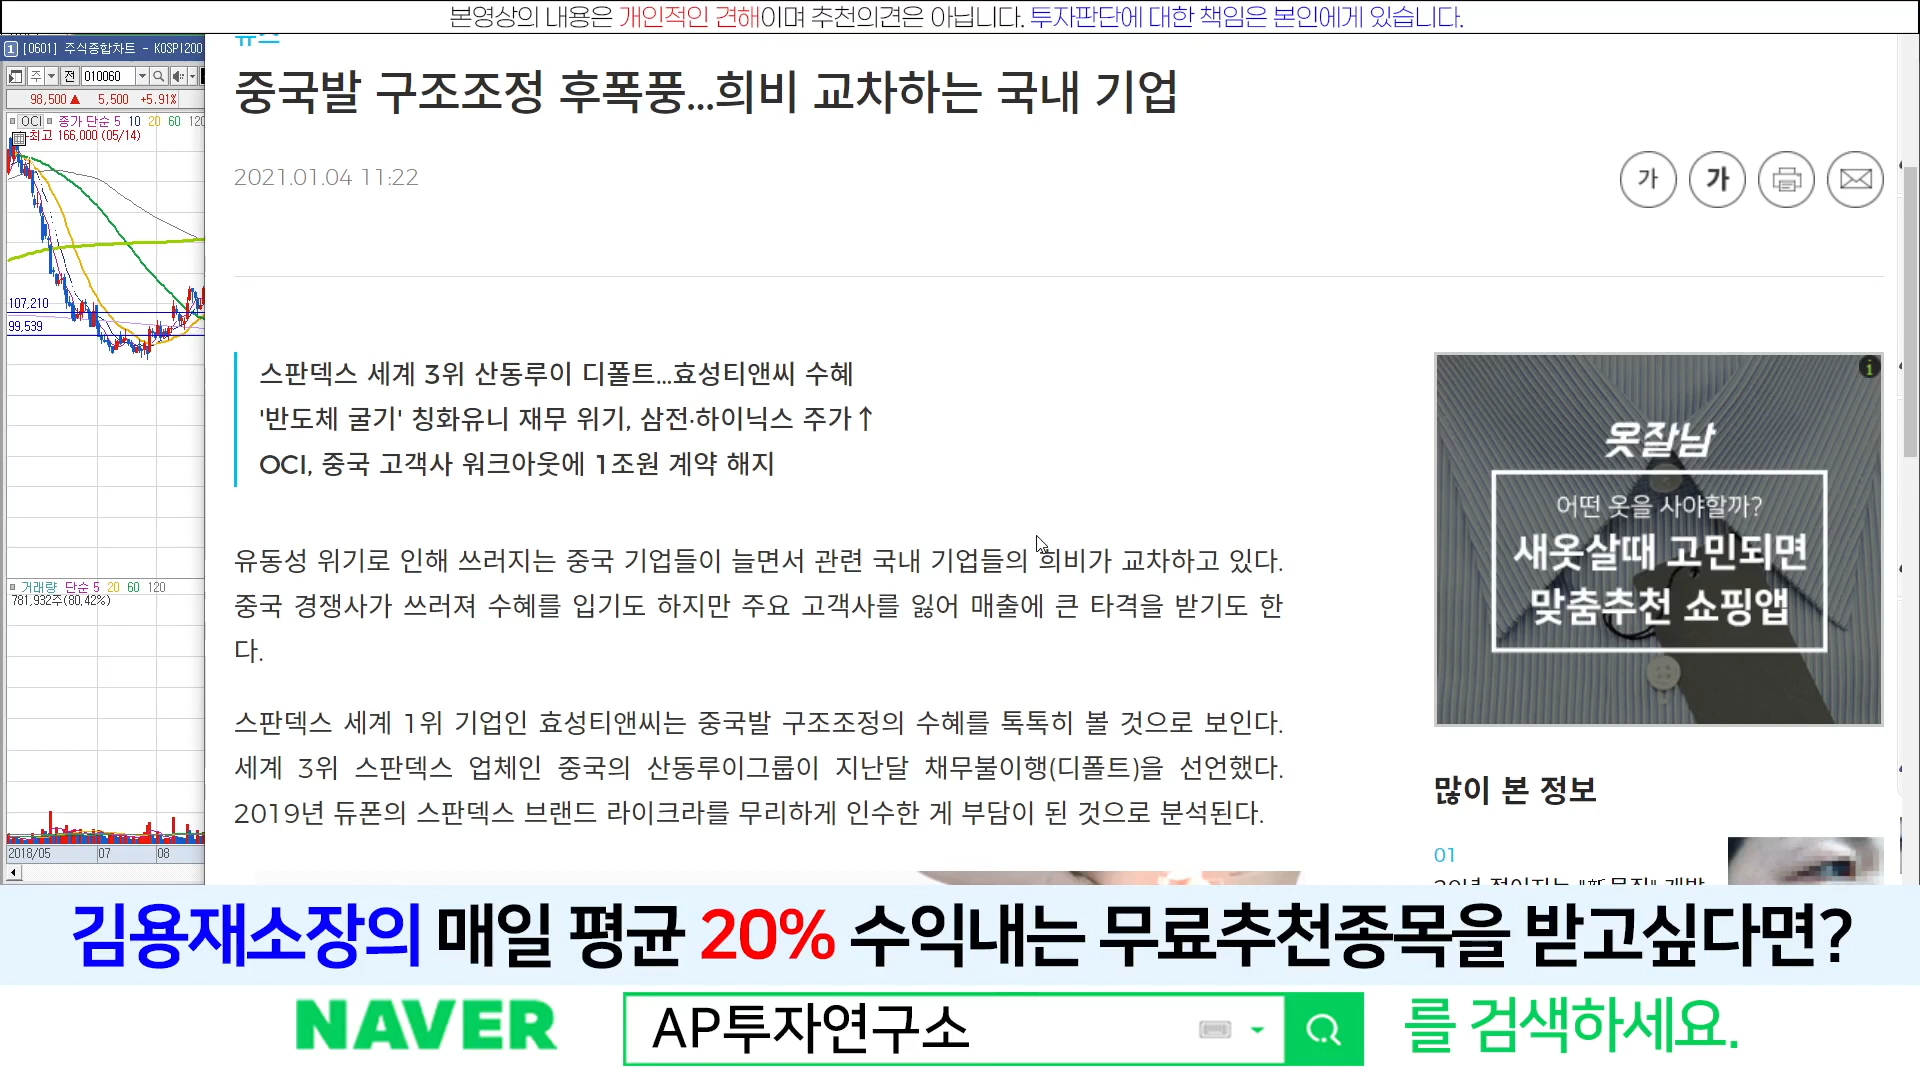 본영상의 내용은 개인적인 견해이며 추천의견은 아닙니다. 투자판단에 대한 책임은 본인에게 있습니다.
1 [0601] 주식종합차트 - KOSPI200
주 전 010060
98,500 ▲ 5,500 +5.91%
OCI 종가 단순 5 10 20 60 120
최고 166,000 (05/14)
107,210
99,539
거래량 단순 5 20 60 120
781,932주(80.42%)
2018/05 07 08
뉴스
중국발 구조조정 후폭풍...희비 교차하는 국내 기업
2021.01.04 11:22
가 가
스판덱스 세계 3위 산동루이 디폴트...효성티앤씨 수혜
'반도체 굴기' 칭화유니 재무 위기, 삼전·하이닉스 주가↑
OCI, 중국 고객사 워크아웃에 1조원 계약 해지
유동성 위기로 인해 쓰러지는 중국 기업들이 늘면서 관련 국내 기업들의 희비가 교차하고 있다.
중국 경쟁사가 쓰러져 수혜를 입기도 하지만 주요 고객사를 잃어 매출에 큰 타격을 받기도 한
다.
스판덱스 세계 1위 기업인 효성티앤씨는 중국발 구조조정의 수혜를 톡톡히 볼 것으로 보인다.
세계 3위 스판덱스 업체인 중국의 산동루이그룹이 지난달 채무불이행(디폴트)을 선언했다.
2019년 듀폰의 스판덱스 브랜드 라이크라를 무리하게 인수한 게 부담이 된 것으로 분석된다.
옷잘남
어떤 옷을 사야할까?
새옷살때 고민되면
맞춤추천 쇼핑앱
많이 본 정보
01
김용재소장의 매일 평균 20% 수익내는 무료추천종목을 받고싶다면?
NAVER AP투자연구소 를 검색하세요.